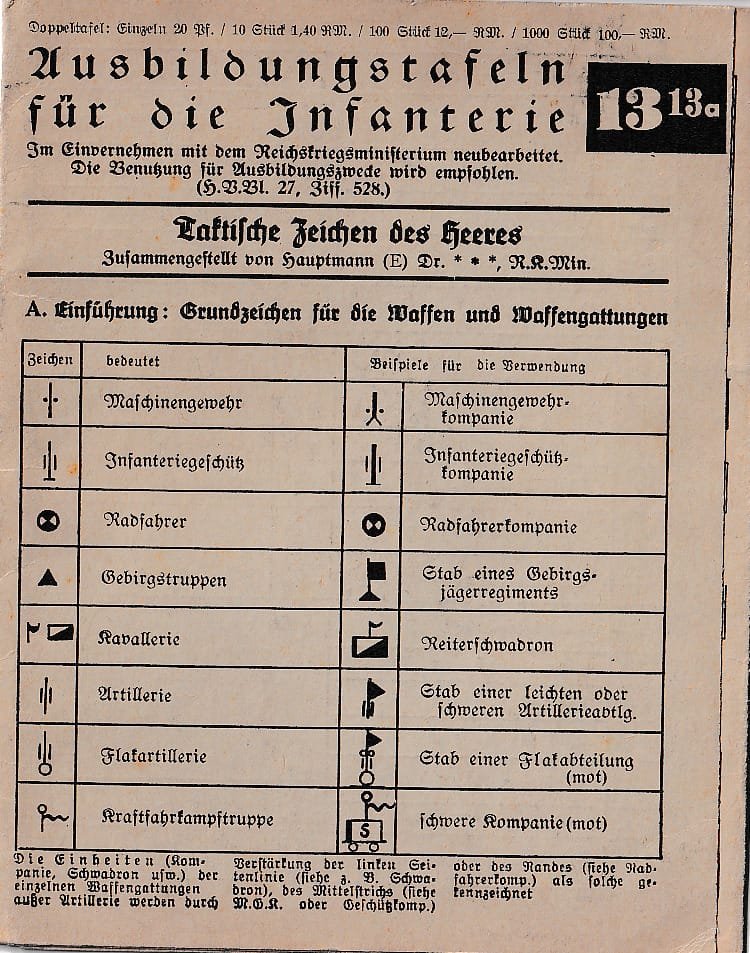 Doppeltafel: Einzeln 20 Pf. / 10 Stück 1,40 RM. / 100 Stück 12,— RM. / 1000 Stück 100,— RM.
Ausbildungstafeln
für die Infanterie
13 13a
Im Einvernehmen mit dem Reichskriegsministerium neubearbeitet.
Die Benutzung für Ausbildungszwecke wird empfohlen.
(H.V.Bl. 27, Ziff. 528.)
Taktische Zeichen des Heeres
Zusammengestellt von Hauptmann (E) Dr. * * *, R.K.Min.
A. Einführung: Grundzeichen für die Waffen und Waffengattungen
Zeichen bedeutet Beispiele für die Verwendung
Maschinengewehr
Maschinengewehr-
kompanie
Infanteriegeschütz
Infanteriegeschütz-
kompanie
Radfahrer
Radfahrerkompanie
Gebirgstruppen
Stab eines Gebirgs-
jägerregiments
Kavallerie
Reiterschwadron
Artillerie
Stab einer leichten oder
schweren Artillerieabtlg.
Flakartillerie
Stab einer Flakabteilung
(mot)
Kraftfahrkampftruppe
S
schwere Kompanie (mot)
Die Einheiten (Kom-
panie, Schwadron usw.) der
einzelnen Waffengattungen
außer Artillerie werden durch
Verstärkung der linken Sei-
tenlinie (siehe z. B. Schwa-
dron), des Mittelstrichs (siehe
M.G.K. oder Geschützkomp.)
oder des Randes (siehe Rad-
fahrerkomp.) als solche ge-
kennzeichnet